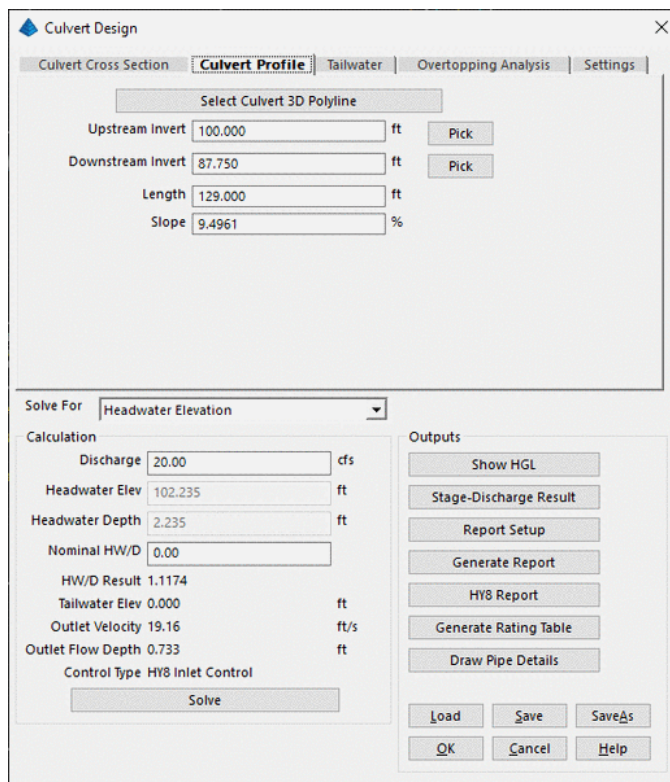 Culvert Design
Culvert Cross Section Culvert Profile Tailwater Overtopping Analysis Settings
Select Culvert 3D Polyline
Upstream Invert 100.000 ft Pick
Downstream Invert 87.750 ft Pick
Length 129.000 ft
Slope 9.4961 %
Solve For Headwater Elevation
Calculation
Discharge 20.00 cfs
Headwater Elev 102.235 ft
Headwater Depth 2.235 ft
Nominal HW/D 0.00
HW/D Result 1.1174
Tailwater Elev 0.000 ft
Outlet Velocity 19.16 ft/s
Outlet Flow Depth 0.733 ft
Control Type HY8 Inlet Control
Solve
Outputs
Show HGL
Stage-Discharge Result
Report Setup
Generate Report
HY8 Report
Generate Rating Table
Draw Pipe Details
Load Save SaveAs
OK Cancel Help